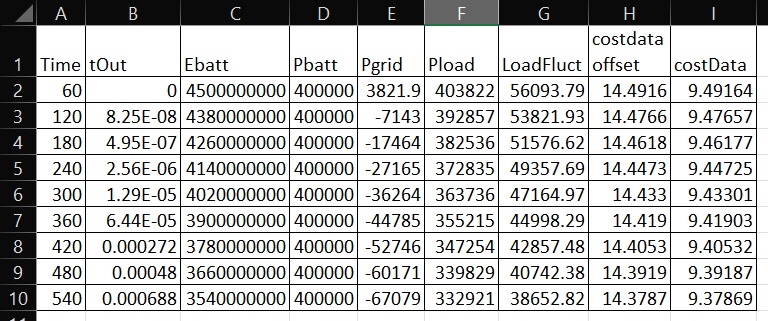 A B C D E F G H I
1 Time tOut Ebatt Pbatt Pgrid Pload LoadFluct costdata offset costData
2 60 0 4500000000 400000 3821.9 403822 56093.79 14.4916 9.49164
3 120 8.25E-08 4380000000 400000 -7143 392857 53821.93 14.4766 9.47657
4 180 4.95E-07 4260000000 400000 -17464 382536 51576.62 14.4618 9.46177
5 240 2.56E-06 4140000000 400000 -27165 372835 49357.69 14.4473 9.44725
6 300 1.29E-05 4020000000 400000 -36264 363736 47164.97 14.433 9.43301
7 360 6.44E-05 3900000000 400000 -44785 355215 44998.29 14.419 9.41903
8 420 0.000272 3780000000 400000 -52746 347254 42857.48 14.4053 9.40532
9 480 0.00048 3660000000 400000 -60171 339829 40742.38 14.3919 9.39187
10 540 0.000688 3540000000 400000 -67079 332921 38652.82 14.3787 9.37869